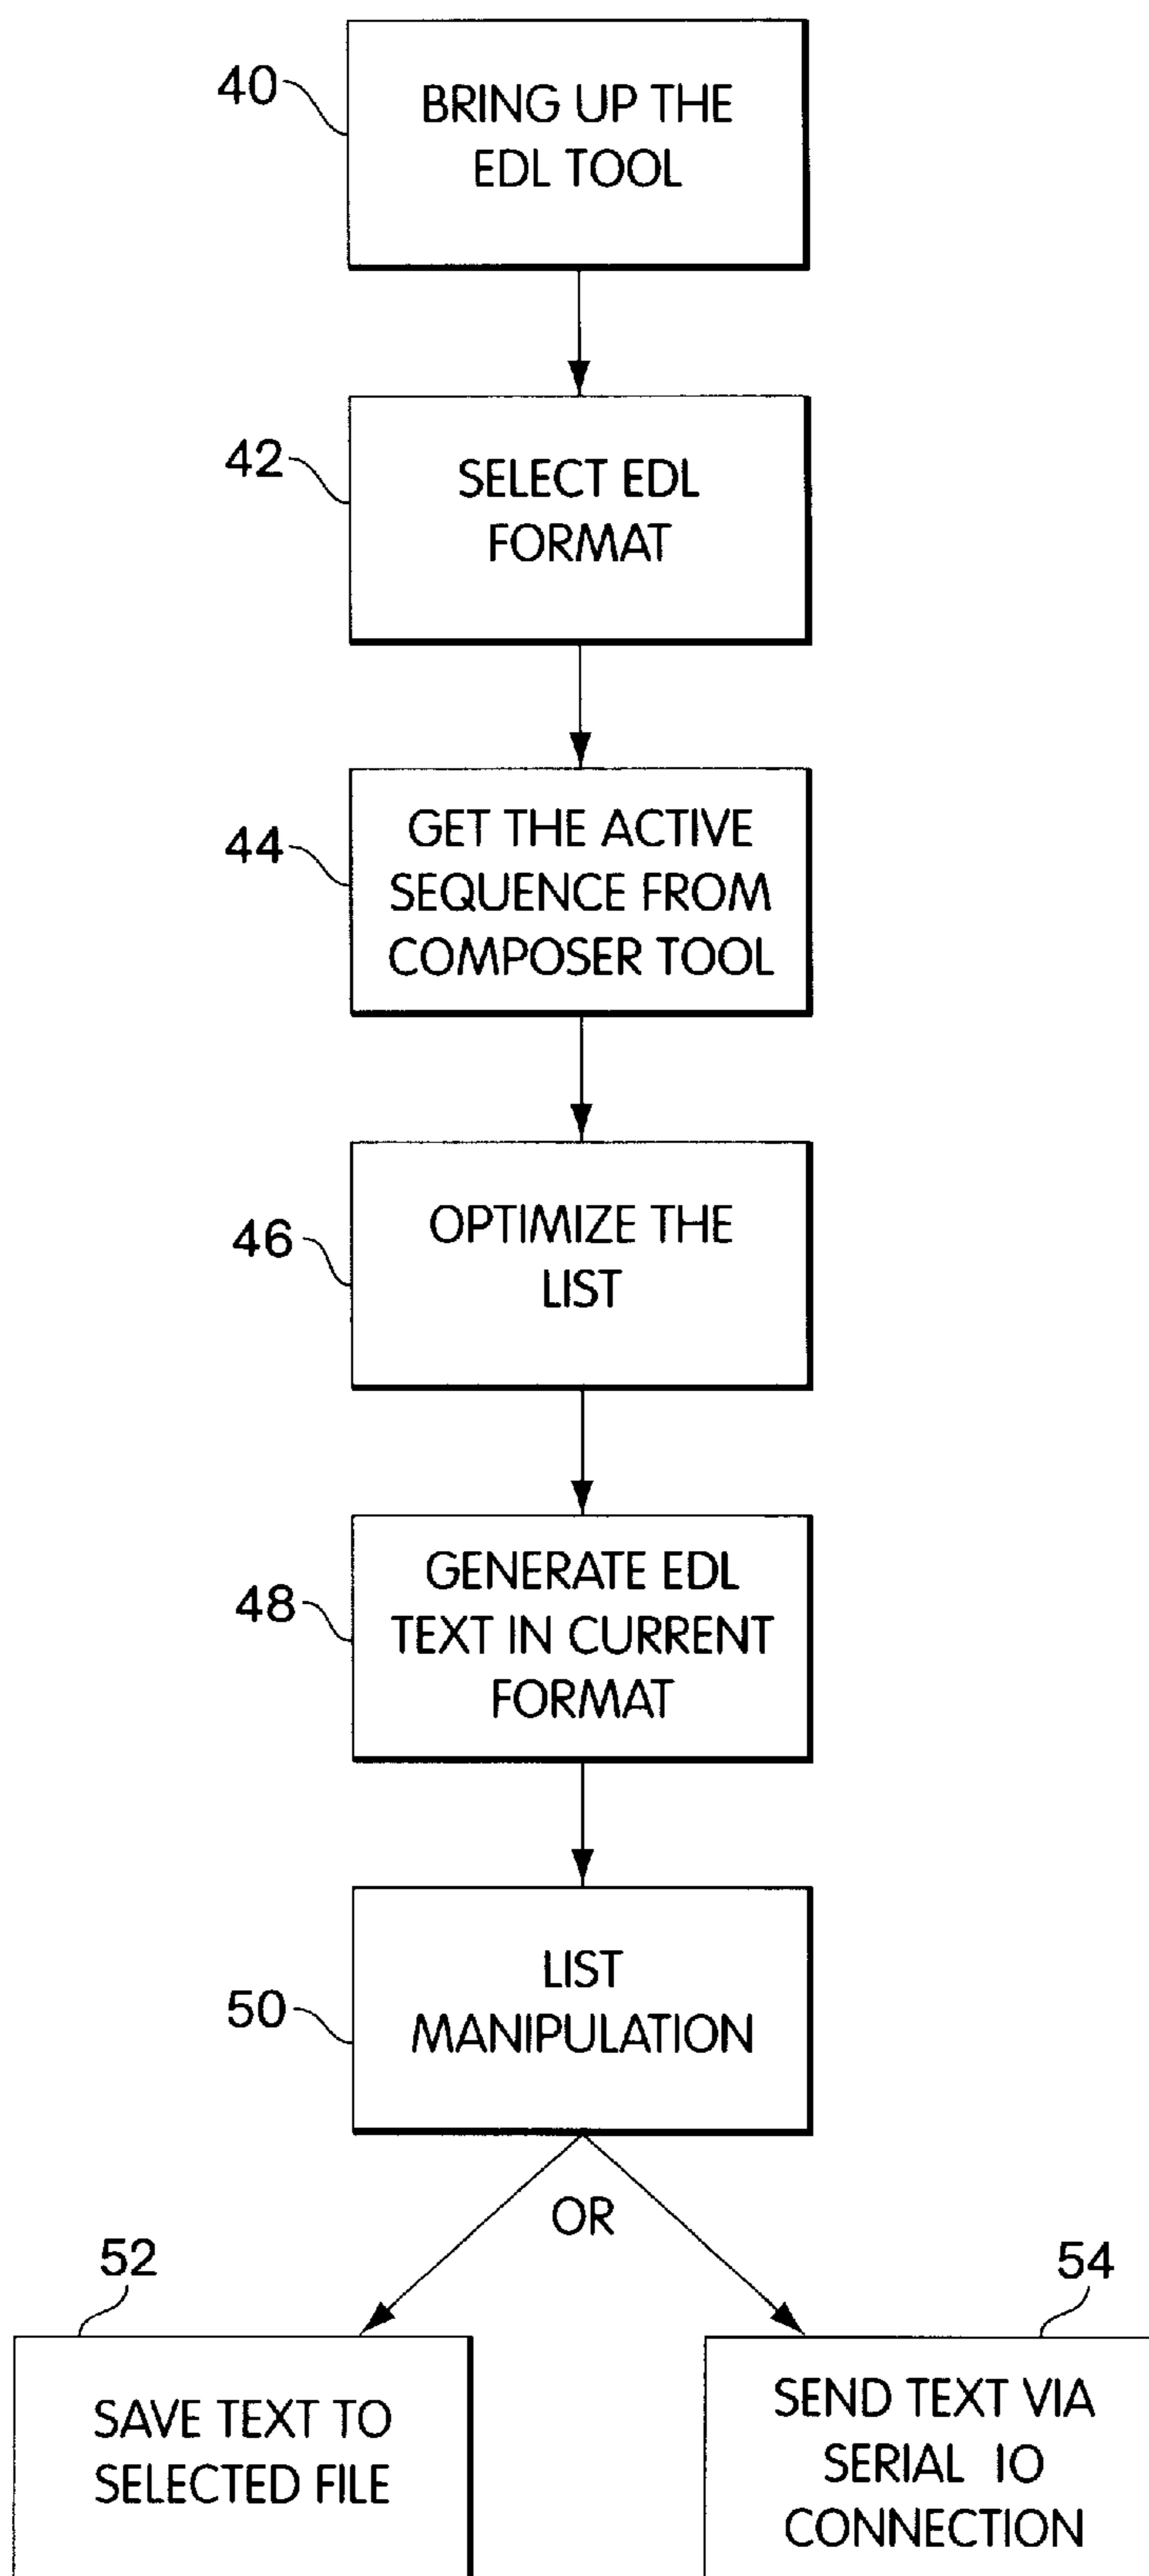 40
BRING UP THE
EDL TOOL
42
SELECT EDL
FORMAT
44
GET THE ACTIVE
SEQUENCE FROM
COMPOSER TOOL
46
OPTIMIZE THE
LIST
48
GENERATE EDL
TEXT IN CURRENT
FORMAT
50
LIST
MANIPULATION
OR
52
SAVE TEXT TO
SELECTED FILE
54
SEND TEXT VIA
SERIAL IO
CONNECTION